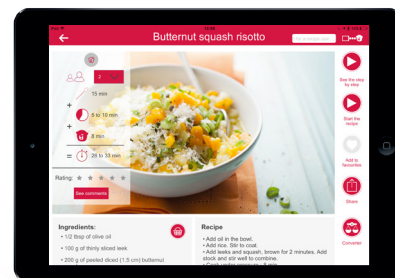 Butternut squash risotto
2
15 min
+
8 to 10 min
+
8 min
=
28 to 33 min
Rating:
See comments
See the step
by step
Start the
recipe
Add to
favourites
Share
Converter
Ingredients:
• 1/2 tbsp of olive oil
• 100 g of thinly sliced leek
• 200 g of peeled diced (1.5 cm) butternut
Recipe
• Add oil in the bowl.
• Add rice. Stir to coat.
• Add leeks and squash, brown for 2 minutes. Add
stock and stir well to combine.